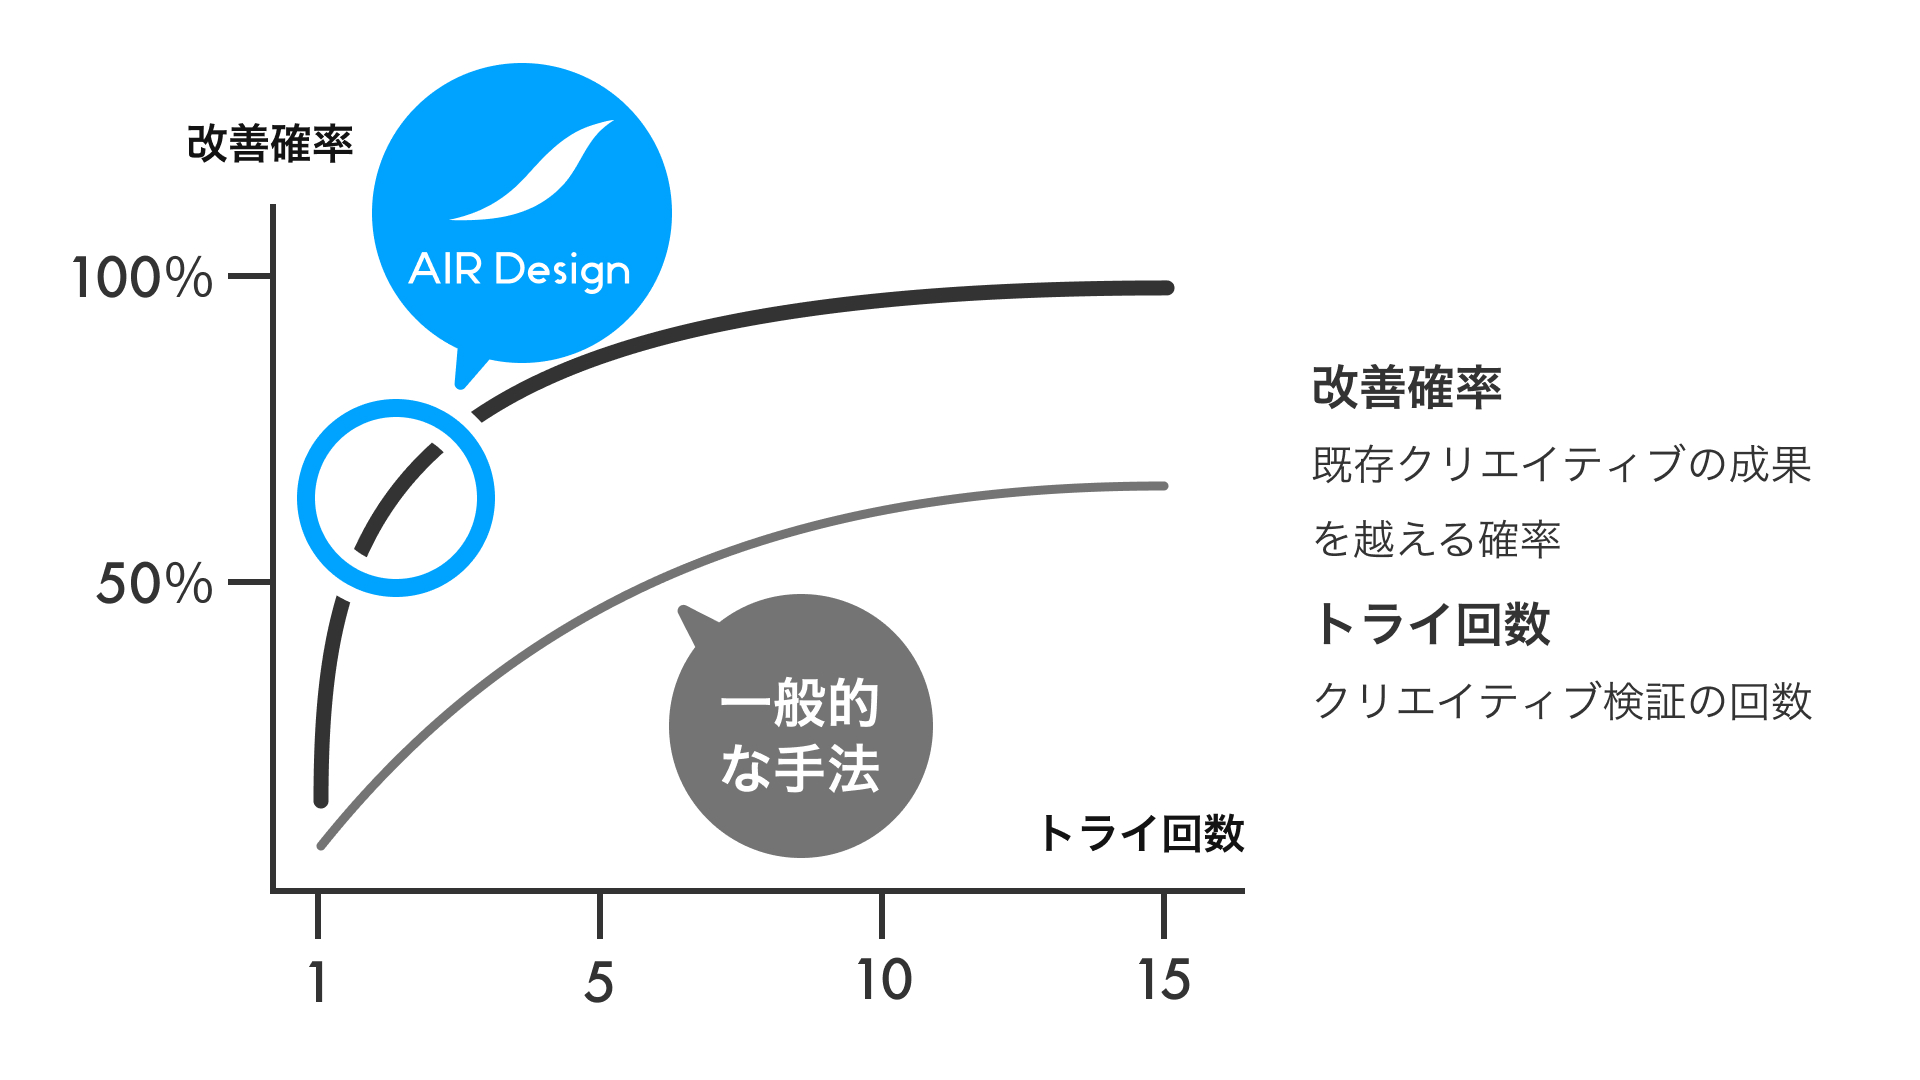 改善確率
AIR Design
100%
50%
一般的
な手法
トライ回数
1
5
10
15
改善確率
既存クリエイティブの成果
を越える確率
トライ回数
クリエイティブ検証の回数